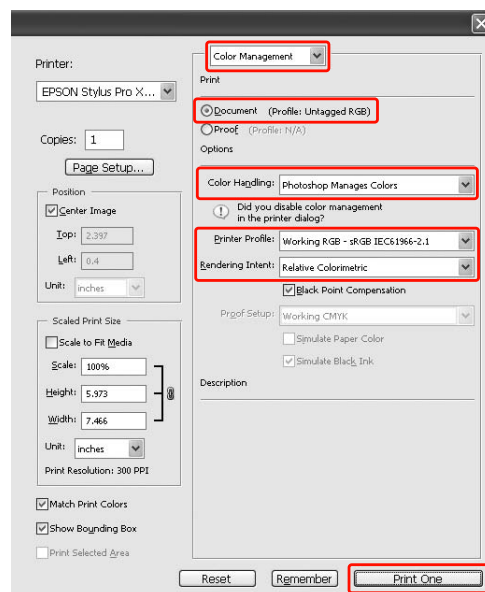 Printer:
EPSON Stylus Pro X...
Copies: 1
Page Setup...
Position
Center Image
Top: 2.397
Left: 0.4
Unit: inches
Scaled Print Size
Scale to Fit Media
Scale: 100%
Height: 5.973
Width: 7.466
Unit: inches
Print Resolution: 300 PPI
Match Print Colors
Show Bounding Box
Print Selected Area
Color Management
Print
Document (Profile: Untagged RGB)
Proof (Profile: N/A)
Options
Color Handling: Photoshop Manages Colors
Did you disable color management
in the printer dialog?
Printer Profile: Working RGB - sRGB IEC61966-2.1
Rendering Intent: Relative Colorimetric
Black Point Compensation
Proof Setup: Working CMYK
Simulate Paper Color
Simulate Black Ink
Description
Reset
Remember
Print One